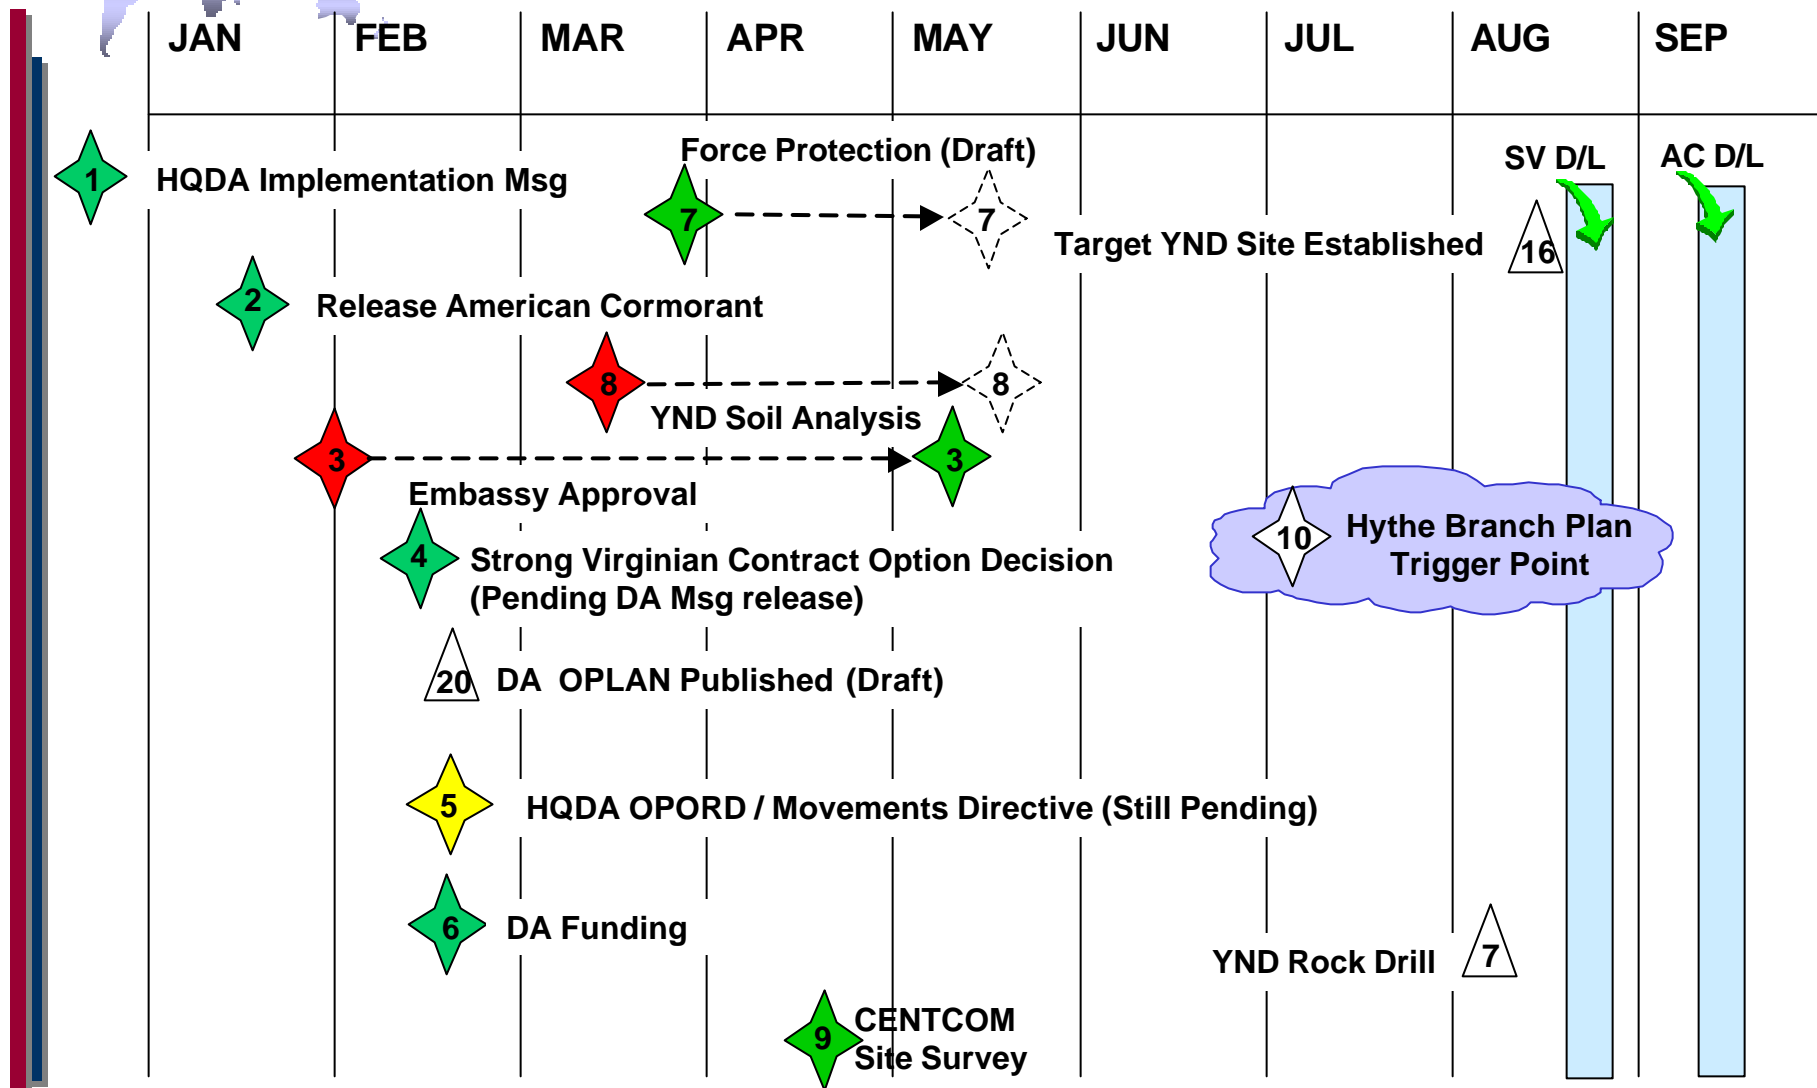 JAN FEB MAR APR MAY JUN JUL AUG SEP
Force Protection (Draft)
SV D/L
AC D/L
1
HQDA Implementation Msg
7
7
Target YND Site Established
16
2
Release American Cormorant
8
8
YND Soil Analysis
3
3
Embassy Approval
10
Hythe Branch Plan
Trigger Point
4
Strong Virginian Contract Option Decision
(Pending DA Msg release)
20
DA OPLAN Published (Draft)
5
HQDA OPORD / Movements Directive (Still Pending)
6
DA Funding
YND Rock Drill
7
9
CENTCOM
Site Survey